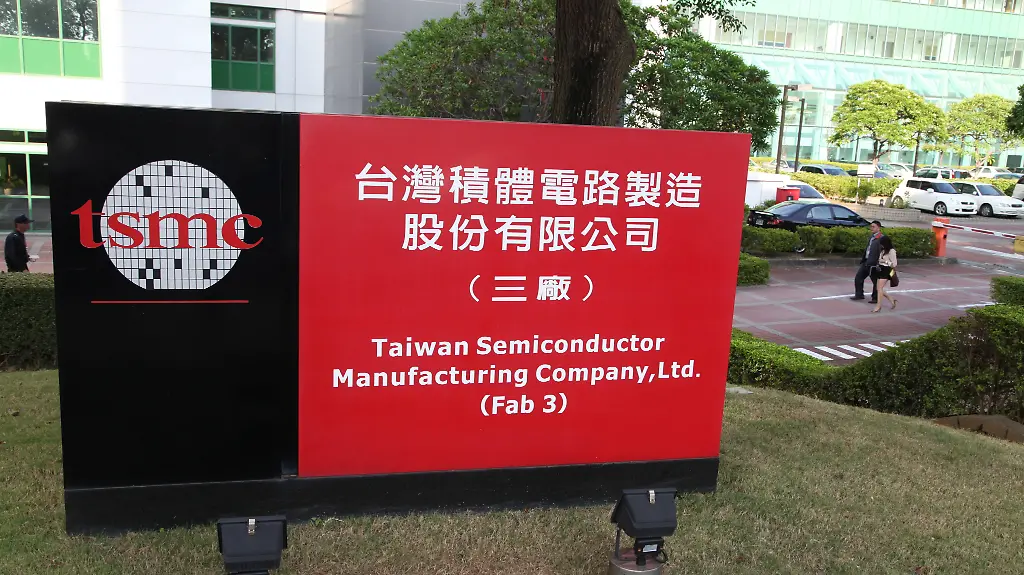 tsmc
台灣積體電路製造
股份有限公司
（三廠）
Taiwan Semiconductor
Manufacturing Company,Ltd.
(Fab 3)